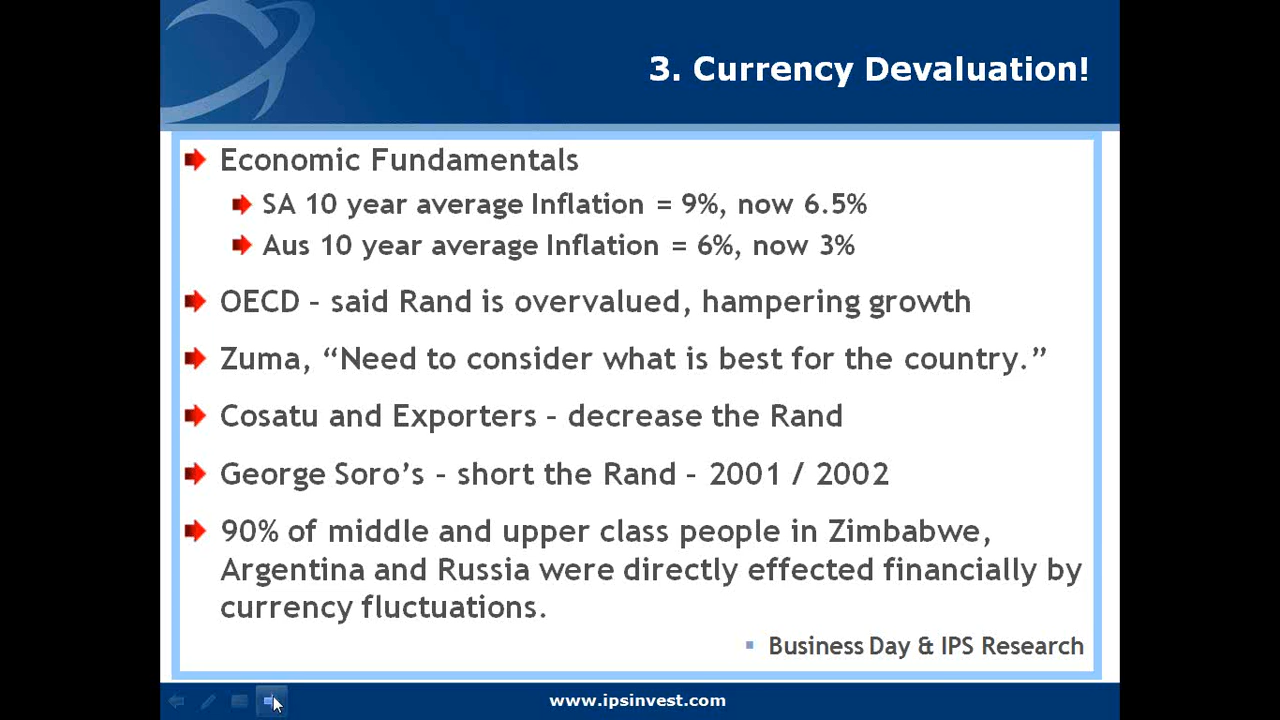 3. Currency Devaluation!
Economic Fundamentals
SA 10 year average Inflation = 9%, now 6.5%
Aus 10 year average Inflation = 6%, now 3%
OECD – said Rand is overvalued, hampering growth
Zuma, “Need to consider what is best for the country.”
Cosatu and Exporters – decrease the Rand
George Soro’s – short the Rand – 2001 / 2002
90% of middle and upper class people in Zimbabwe,
Argentina and Russia were directly effected financially by
currency fluctuations.
Business Day & IPS Research
www.ipsinvest.com